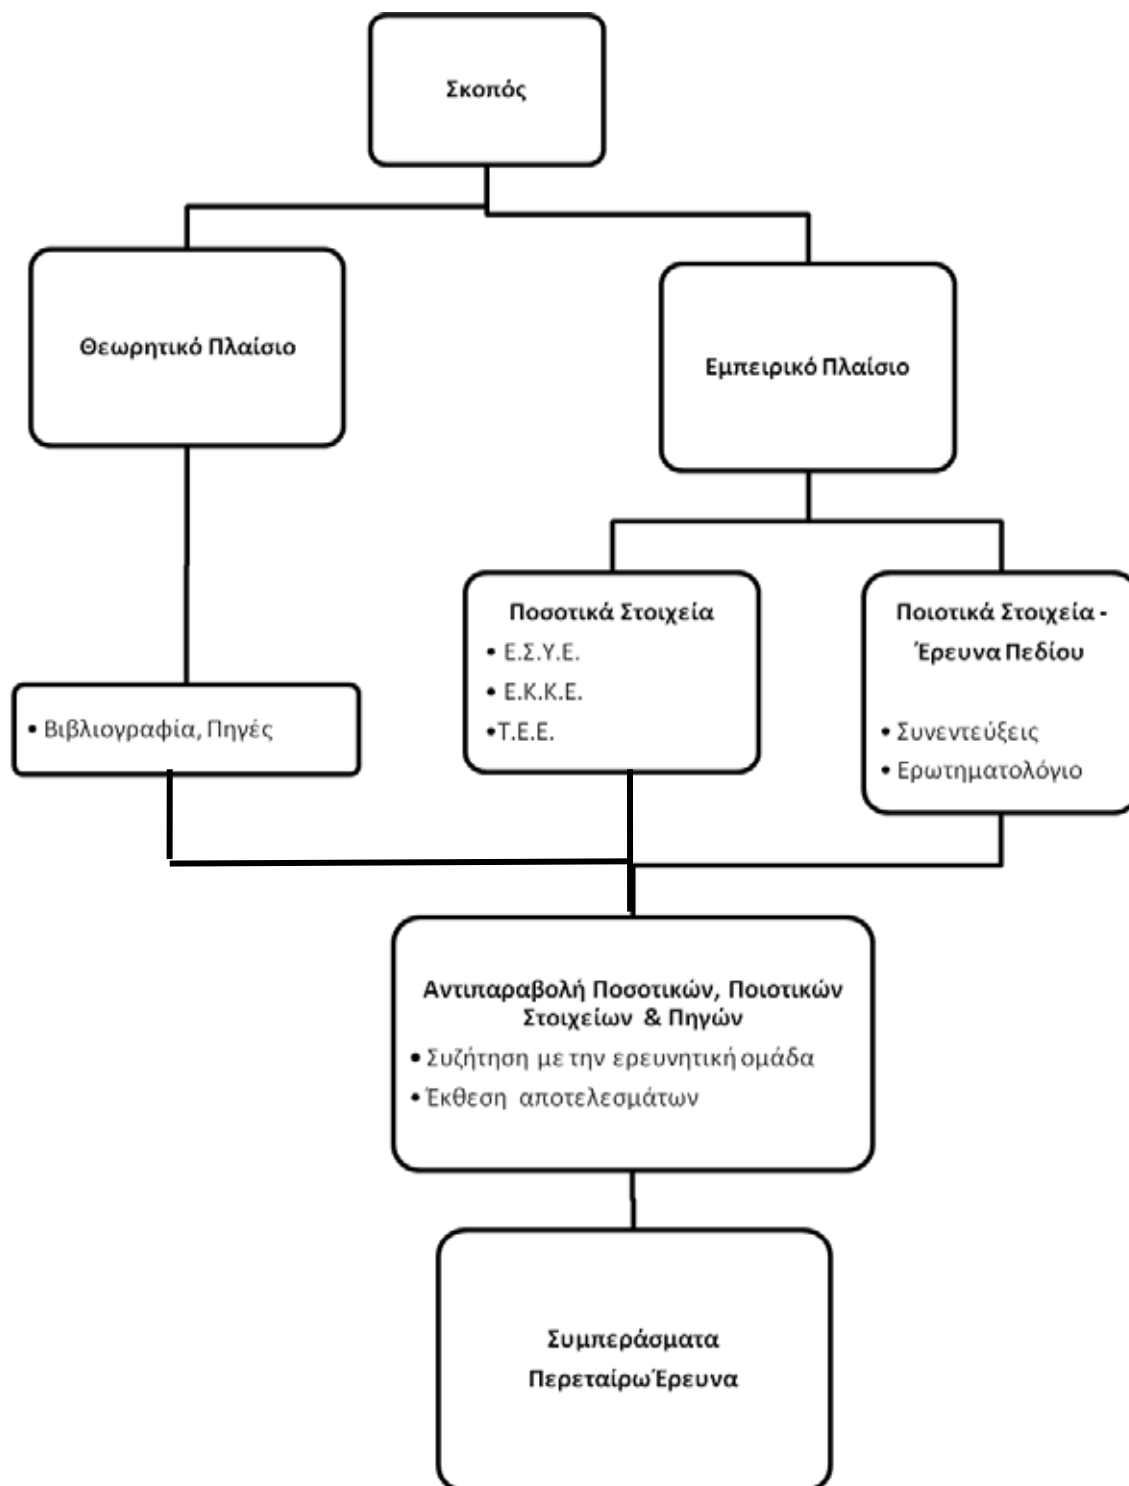 Σκοπός
Θεωρητικό Πλαίσιο
Εμπειρικό Πλαίσιο
Ποσοτικά Στοιχεία
• Ε.Σ.Υ.Ε.
• Ε.Κ.Κ.Ε.
•Τ.Ε.Ε.
Ποιοτικά Στοιχεία -
Έρευνα Πεδίου
• Συνεντεύξεις
• Ερωτηματολόγιο
• Βιβλιογραφία, Πηγές
Αντιπαραβολή Ποσοτικών, Ποιοτικών
Στοιχείων & Πηγών
• Συζήτηση με την ερευνητική ομάδα
• Έκθεση αποτελεσμάτων
Συμπεράσματα
Περεταίρω Έρευνα